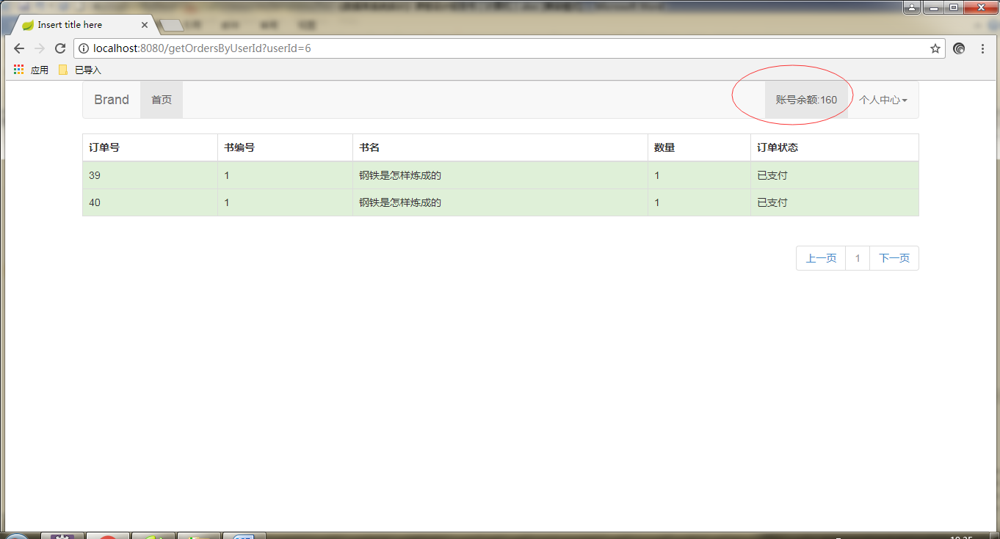 Insert title here
localhost:8080/getOrdersByUserId?userId=6
应用 已导入
Brand 首页 账号余额:160 个人中心
订单号 书编号 书名 数量 订单状态
39 1 钢铁是怎样炼成的 1 已支付
40 1 钢铁是怎样炼成的 1 已支付
上一页 1 下一页